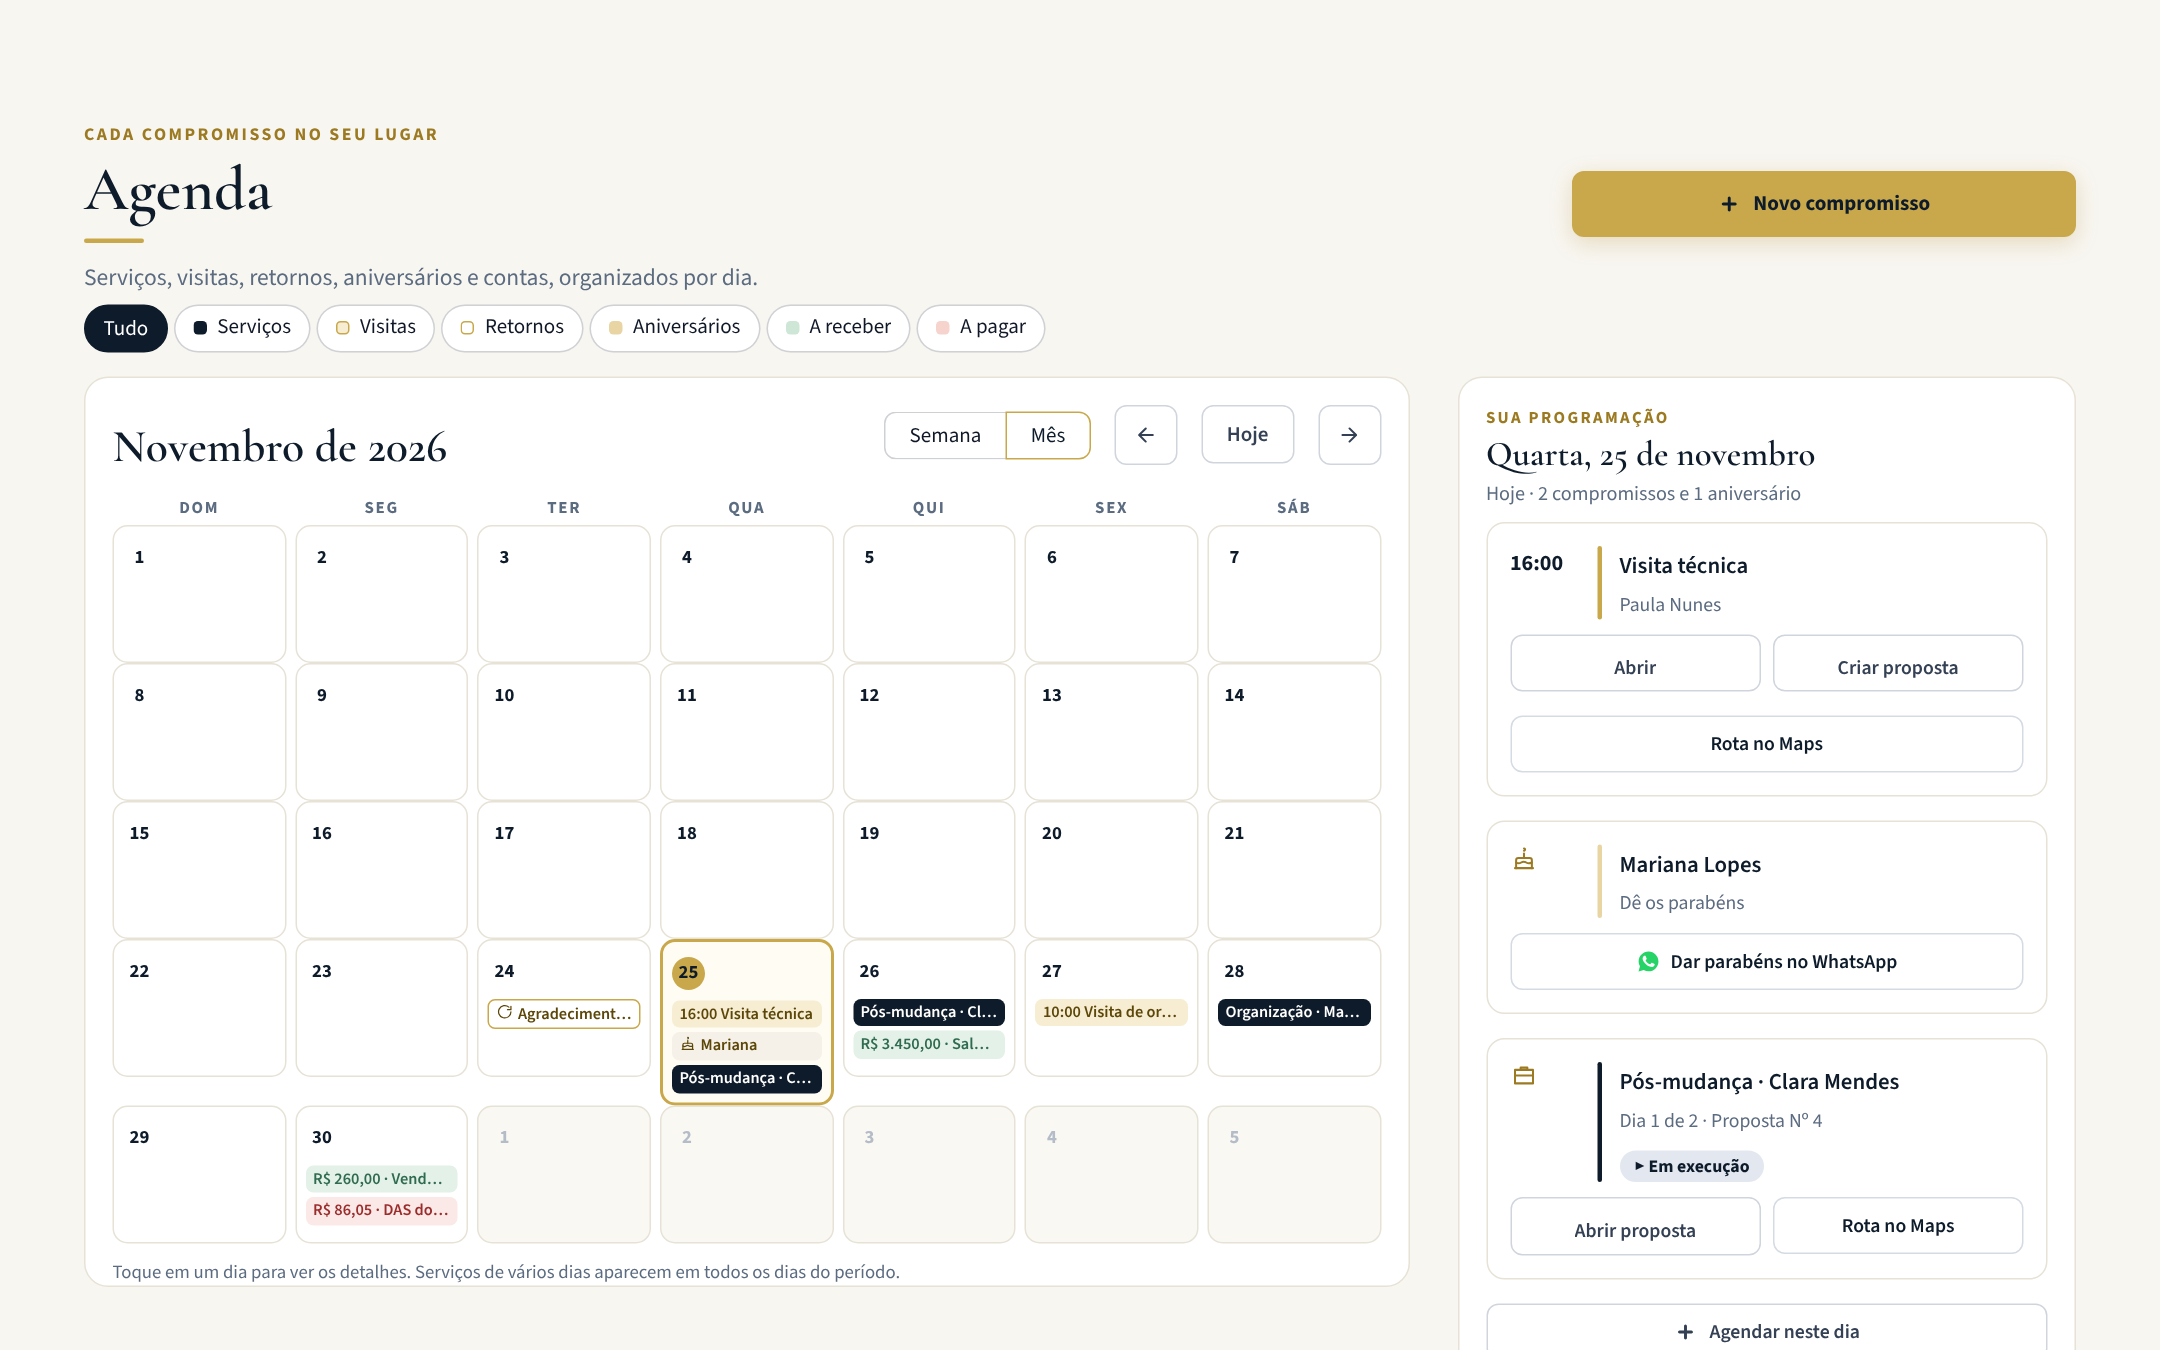 CADA COMPROMISSO NO SEU LUGAR
Agenda
+ Novo compromisso
Serviços, visitas, retornos, aniversários e contas, organizados por dia.
Tudo Serviços Visitas Retornos Aniversários A receber A pagar
Novembro de 2026
Semana Mês ← Hoje →
DOM SEG TER QUA QUI SEX SÁB
1 2 3 4 5 6 7
8 9 10 11 12 13 14
15 16 17 18 19 20 21
22 23 24 25 26 27 28
Agradeciment… 16:00 Visita técnica Pós-mudança · Cl… 10:00 Visita de or… Organização · Ma…
Mariana R$ 3.450,00 · Sal…
Pós-mudança · C…
29 30 1 2 3 4 5
R$ 260,00 · Vend…
R$ 86,05 · DAS do…
Toque em um dia para ver os detalhes. Serviços de vários dias aparecem em todos os dias do período.
SUA PROGRAMAÇÃO
Quarta, 25 de novembro
Hoje · 2 compromissos e 1 aniversário
16:00 Visita técnica
Paula Nunes
Abrir Criar proposta
Rota no Maps
Mariana Lopes
Dê os parabéns
Dar parabéns no WhatsApp
Pós-mudança · Clara Mendes
Dia 1 de 2 · Proposta Nº 4
▸ Em execução
Abrir proposta Rota no Maps
+ Agendar neste dia